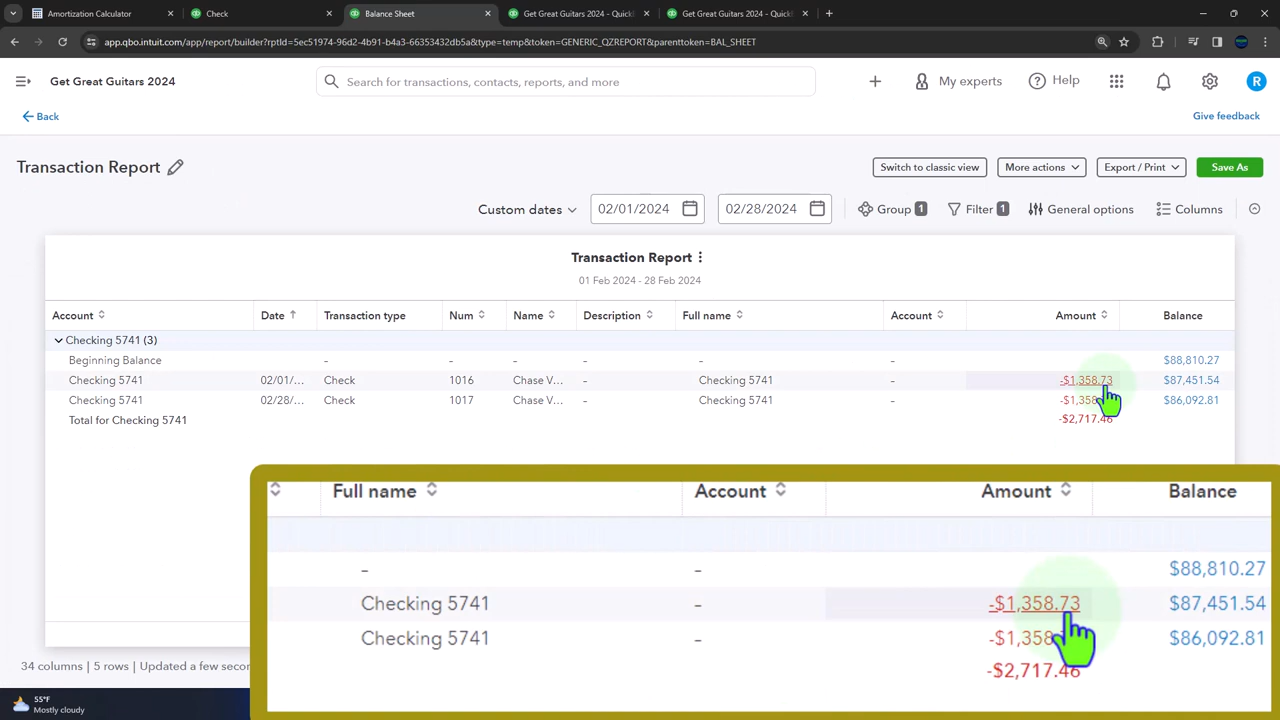 Amortization Calculator
Check
Balance Sheet
Get Great Guitars 2024 - QuickB
Get Great Guitars 2024 - Quick
app.qbo.intuit.com/app/report/builder?rptId=5ec51974-96d2-4b91-b4a3-66353432db5a&type=temp&token=GENERIC_QZREPORT&parenttoken=BAL_SHEET
Get Great Guitars 2024
Search for transactions, contacts, reports, and more
My experts
Help
R
Back
Give feedback
Transaction Report
Switch to classic view
More actions
Export / Print
Save As
Custom dates
02/01/2024
02/28/2024
Group 1
Filter 1
General options
Columns
Transaction Report
01 Feb 2024 - 28 Feb 2024
Account Date Transaction type Num Name Description Full name Account Amount Balance
Checking 5741 (3)
Beginning Balance – – – – – – $88,810.27
Checking 5741 02/01/... Check 1016 Chase V... – Checking 5741 – -$1,358.73 $87,451.54
Checking 5741 02/28/... Check 1017 Chase V... – Checking 5741 – -$1,358 $86,092.81
Total for Checking 5741 -$2,717.46
Full name Account Amount Balance
– – $88,810.27
Checking 5741 – -$1,358.73 $87,451.54
Checking 5741 – -$1,358 $86,092.81
-$2,717.46
34 columns | 5 rows | Updated a few secon
55°F
Mostly cloudy